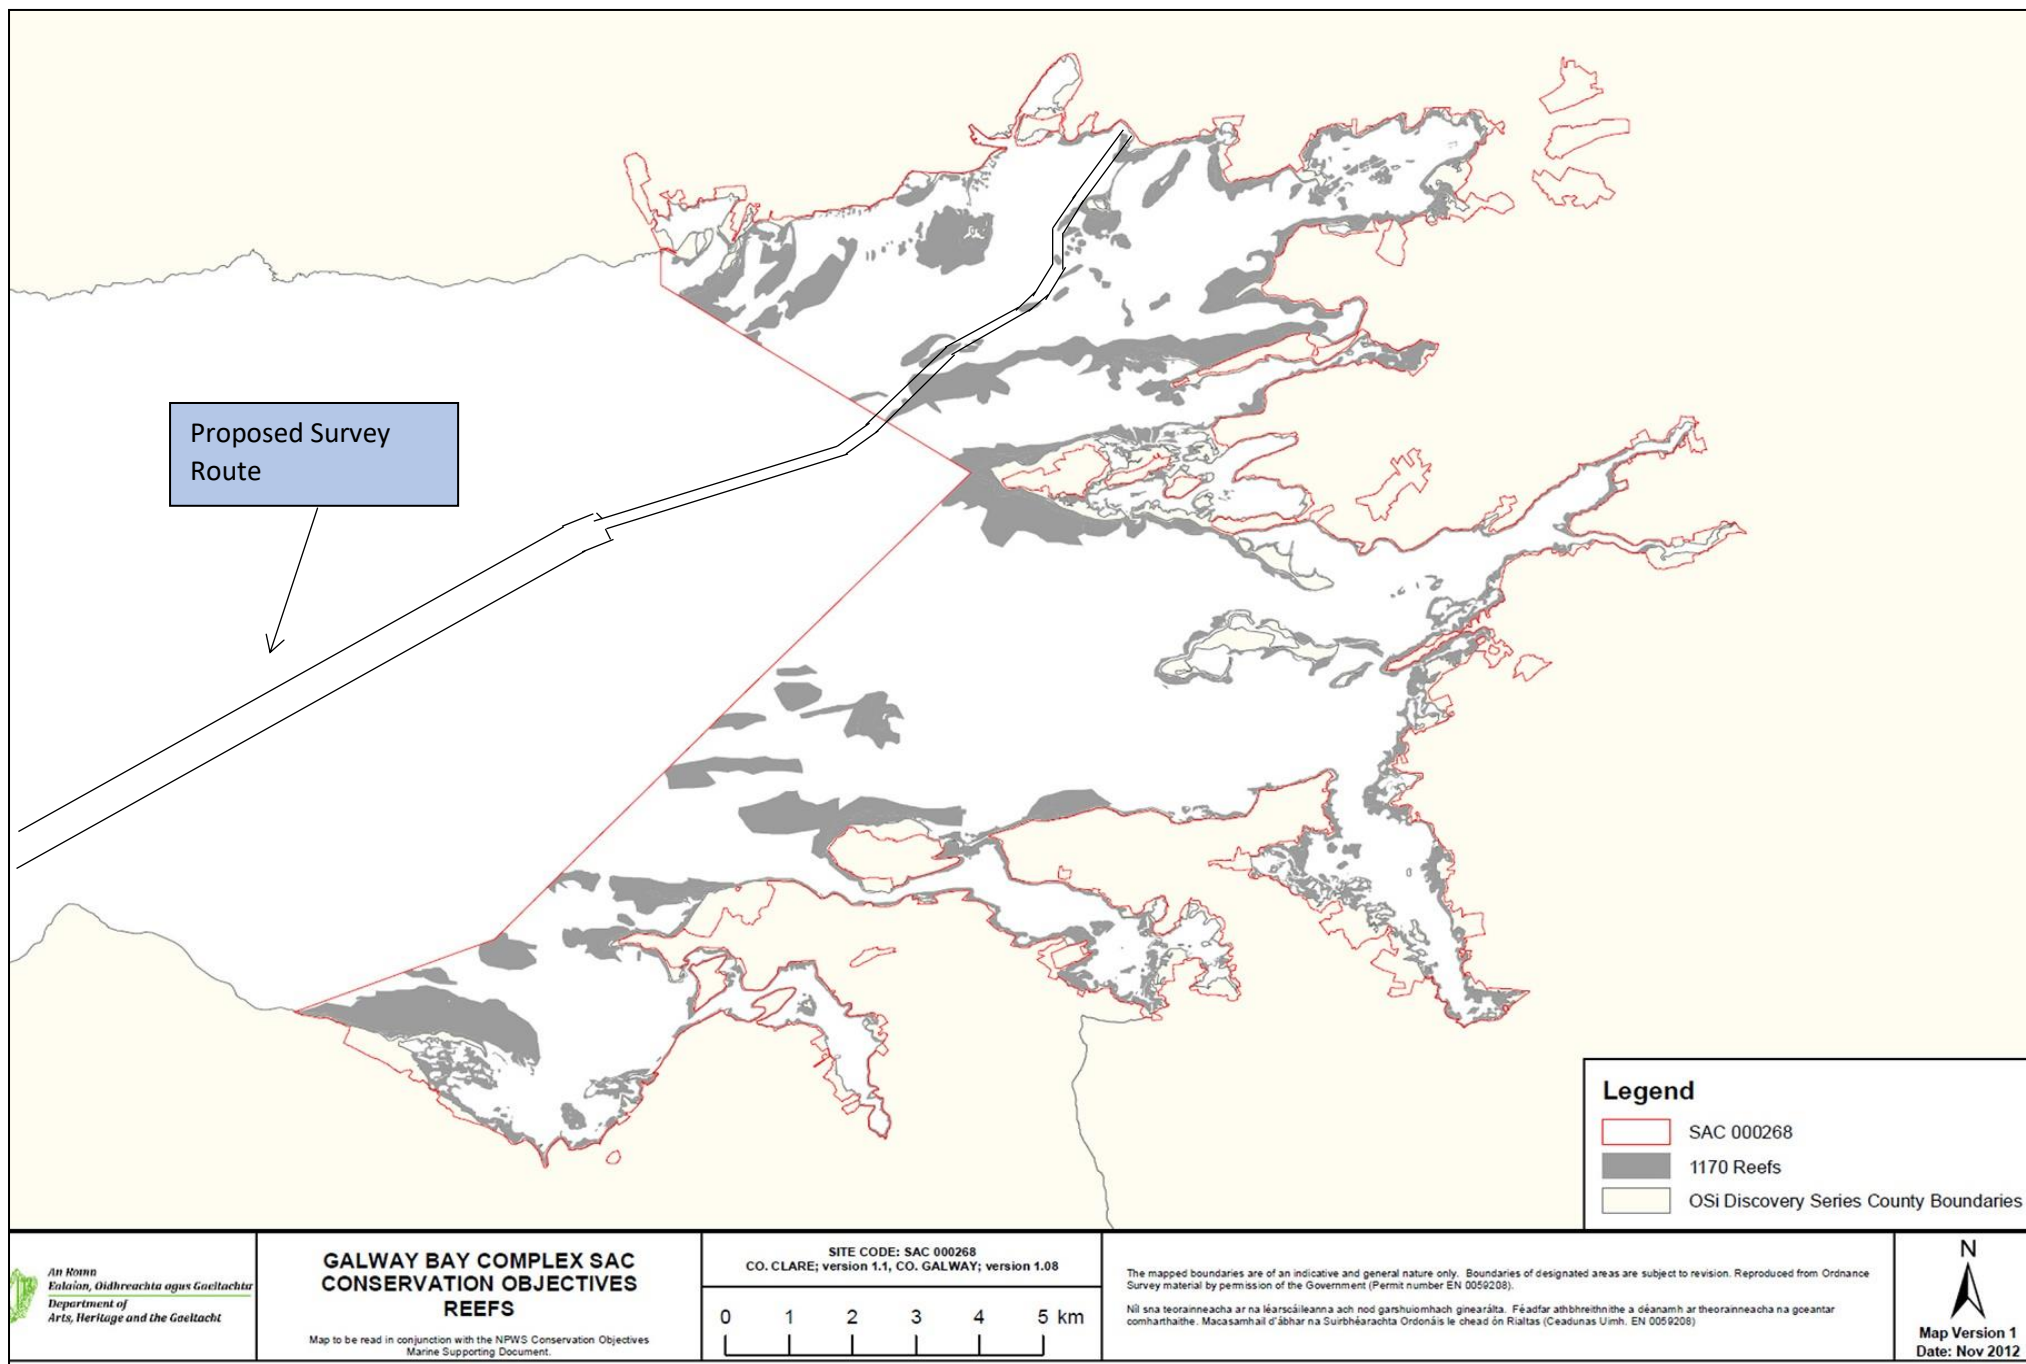 Proposed Survey
Route
Legend
SAC 000268
1170 Reefs
OSi Discovery Series County Boundaries
An Roinn
Ealaíon, Oidhreachta agus Gaeltachta
Department of
Arts, Heritage and the Gaeltacht
GALWAY BAY COMPLEX SAC
CONSERVATION OBJECTIVES
REEFS
Map to be read in conjunction with the NPWS Conservation Objectives
Marine Supporting Document.
SITE CODE: SAC 000268
CO. CLARE; version 1.1, CO. GALWAY; version 1.08
0 1 2 3 4 5 km
The mapped boundaries are of an indicative and general nature only. Boundaries of designated areas are subject to revision. Reproduced from Ordnance
Survey material by permission of the Government (Permit number EN 0059208).
Níl sna teorainneacha ar na léarscáileanna ach nod garshuiomhach ginearálta. Féadfar athbhreithnithe a déanamh ar theorainneacha na gceantar
comharthaithe. Macasamhail d'ábhar na Suirbhéarachta Ordonáis le chead ón Rialtas (Ceadunas Uimh. EN 0059208)
N
Map Version 1
Date: Nov 2012